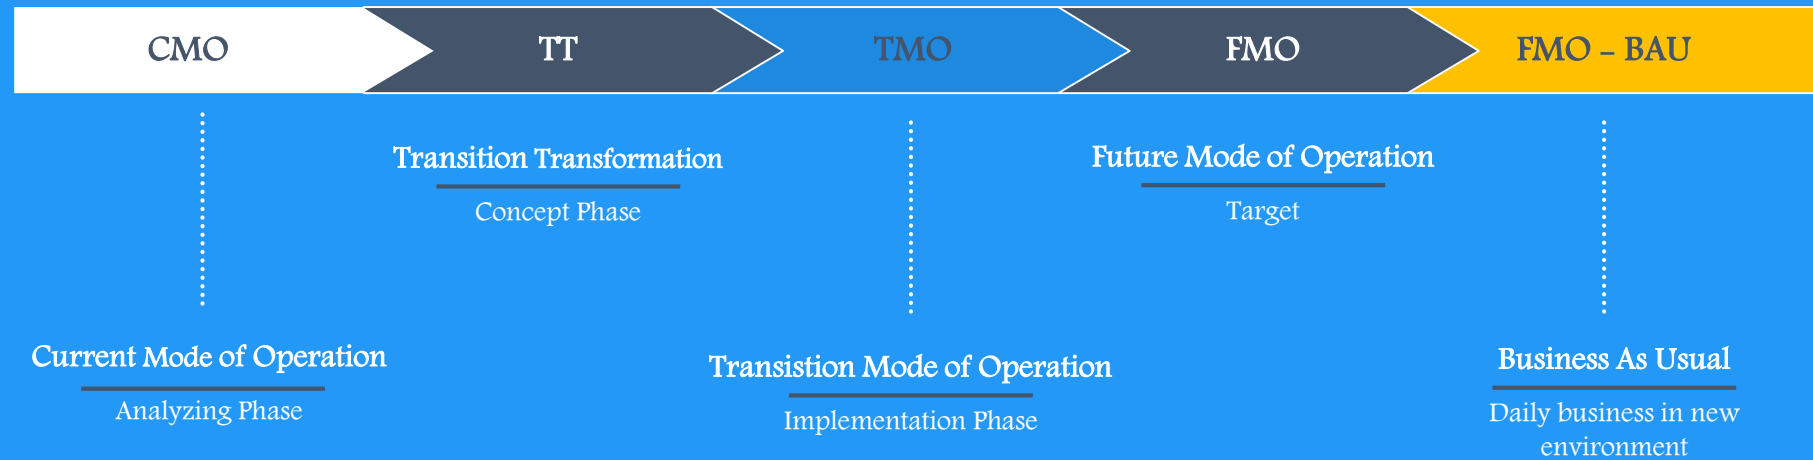 CMO
TT
TMO
FMO
FMO – BAU
Transition Transformation
Concept Phase
Future Mode of Operation
Target
Current Mode of Operation
Analyzing Phase
Transistion Mode of Operation
Implementation Phase
Business As Usual
Daily business in new
environment